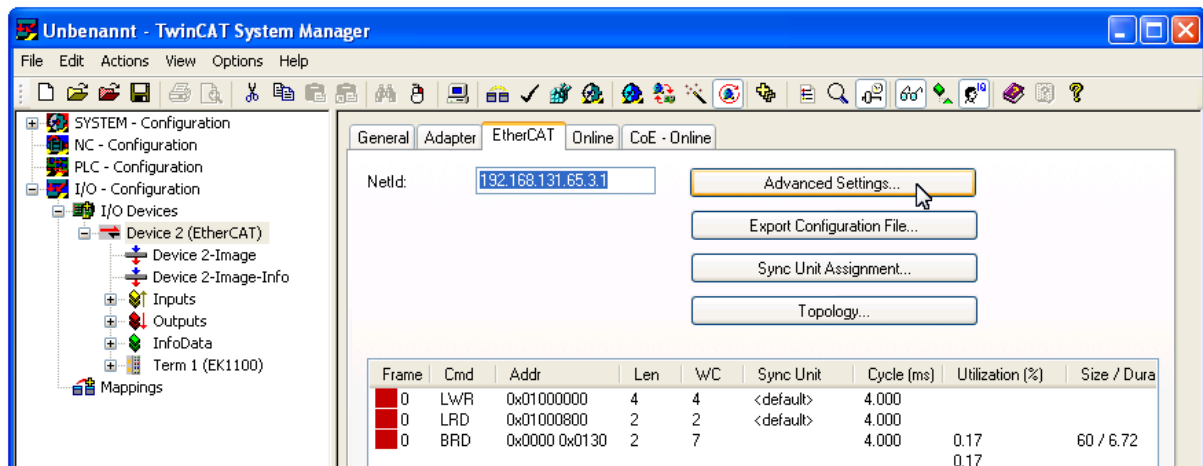 Unbenannt - TwinCAT System Manager
File Edit Actions View Options Help
SYSTEM - Configuration
NC - Configuration
PLC - Configuration
I/O - Configuration
I/O Devices
Device 2 (EtherCAT)
Device 2-Image
Device 2-Image-Info
Inputs
Outputs
InfoData
Term 1 (EK1100)
Mappings
General Adapter EtherCAT Online CoE - Online
NetId: 192.168.131.65.3.1
Advanced Settings...
Export Configuration File...
Sync Unit Assignment...
Topology...
Frame Cmd Addr Len WC Sync Unit Cycle (ms) Utilization (%) Size / Dura
0 LWR 0x01000000 4 4 <default> 4.000
0 LRD 0x01000800 2 2 <default> 4.000
0 BRD 0x0000 0x0130 2 7 4.000 0.17 60 / 6.72
0.17